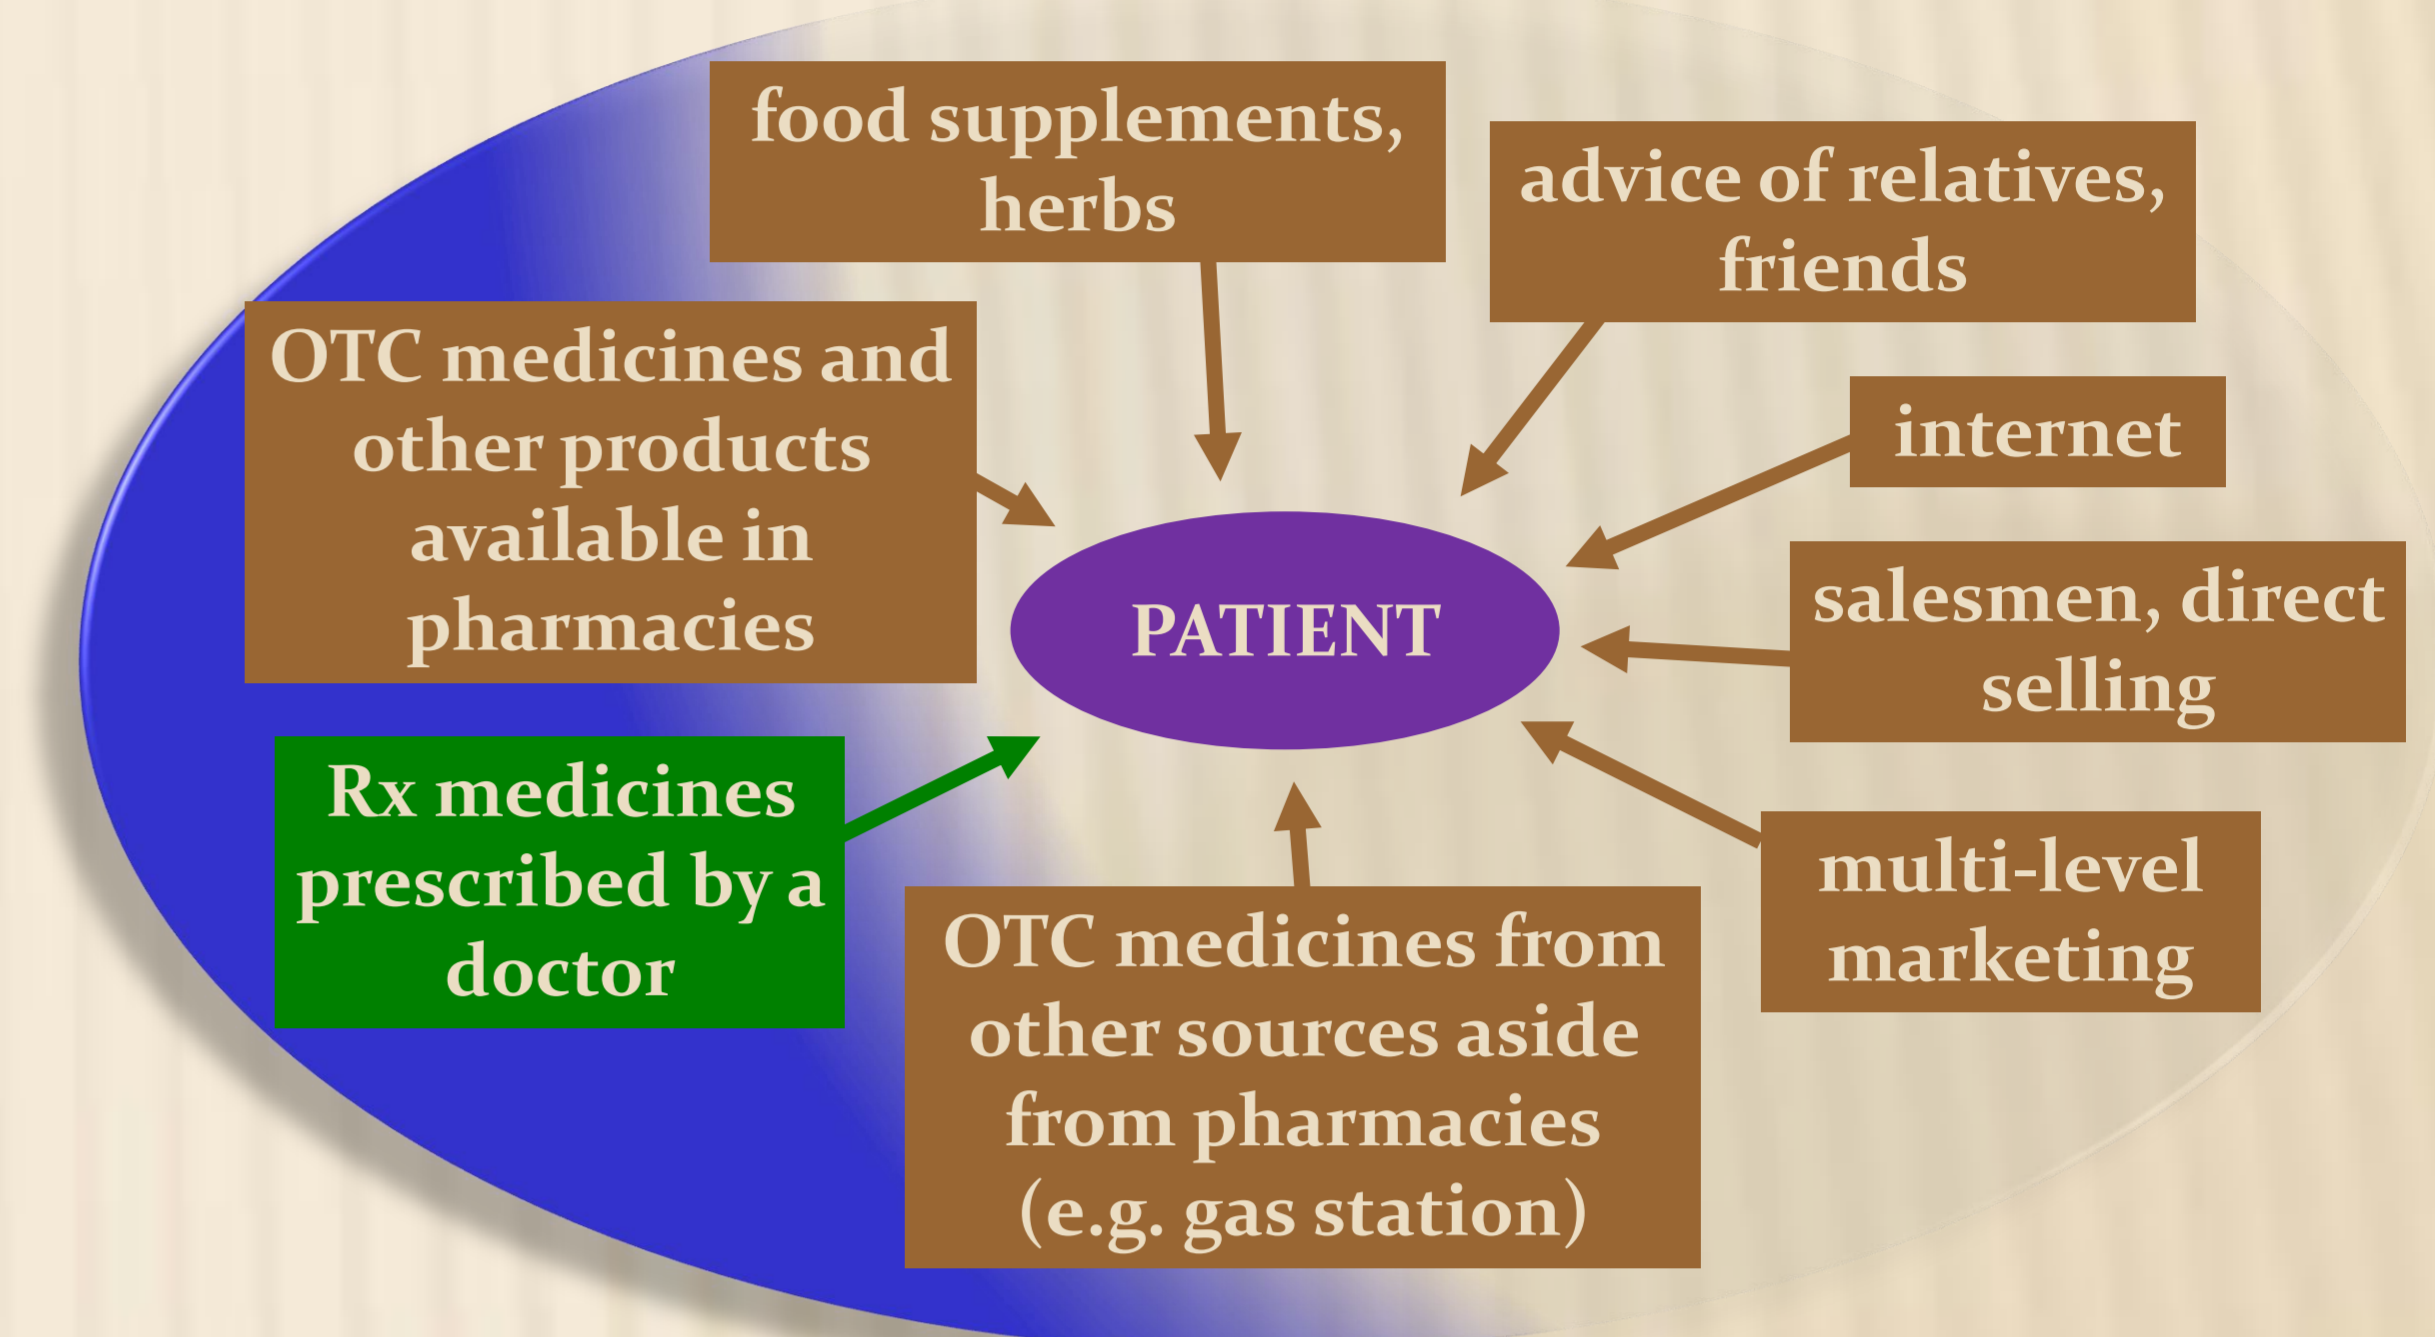 food supplements,
herbs
advice of relatives,
friends
OTC medicines and
other products
available in
pharmacies
internet
PATIENT
salesmen, direct
selling
Rx medicines
prescribed by a
doctor
multi-level
marketing
OTC medicines from
other sources aside
from pharmacies
(e.g. gas station)